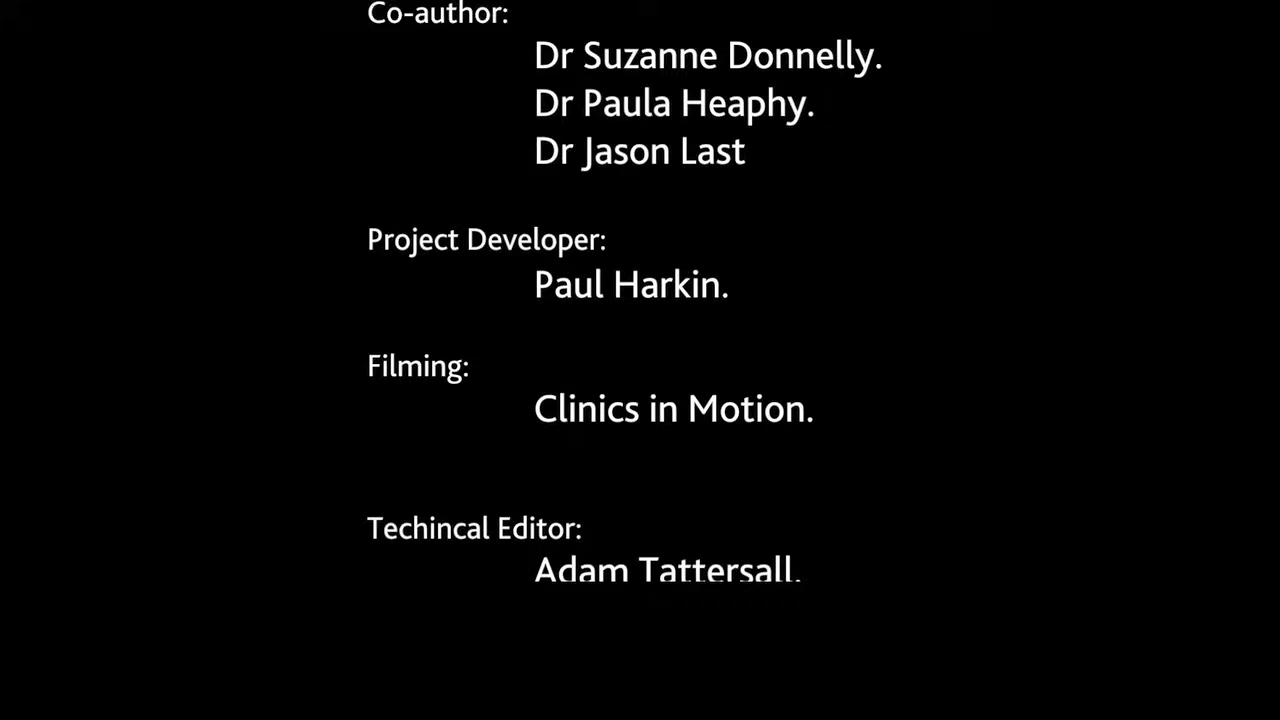 Co-author:
Dr Suzanne Donnelly.
Dr Paula Heaphy.
Dr Jason Last
Project Developer:
Paul Harkin.
Filming:
Clinics in Motion.
Techincal Editor:
Adam Tattersall.